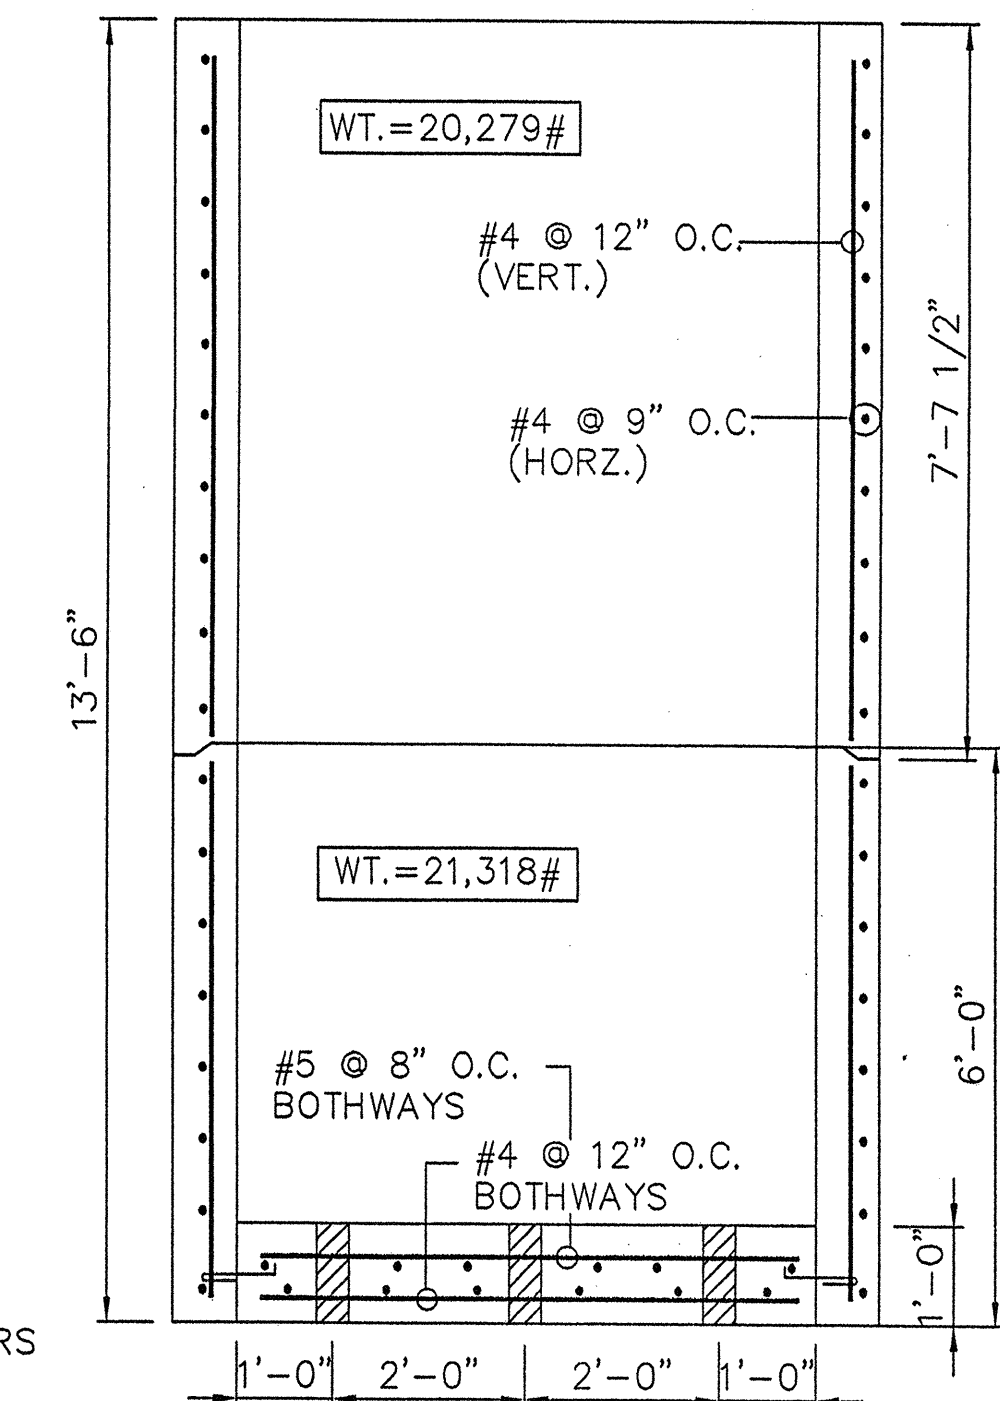 WT.=20,279#
#4 @ 12" O.C.
(VERT.)
7'-7 1/2"
#4 @ 9" O.C.
(HORZ.)
13'-6"
WT.=21,318#
6'-0"
#5 @ 8" O.C.
BOTHWAYS
#4 @ 12" O.C.
BOTHWAYS
1'-0"
RS
1'-0" 2'-0" 2'-0" 1'-0"